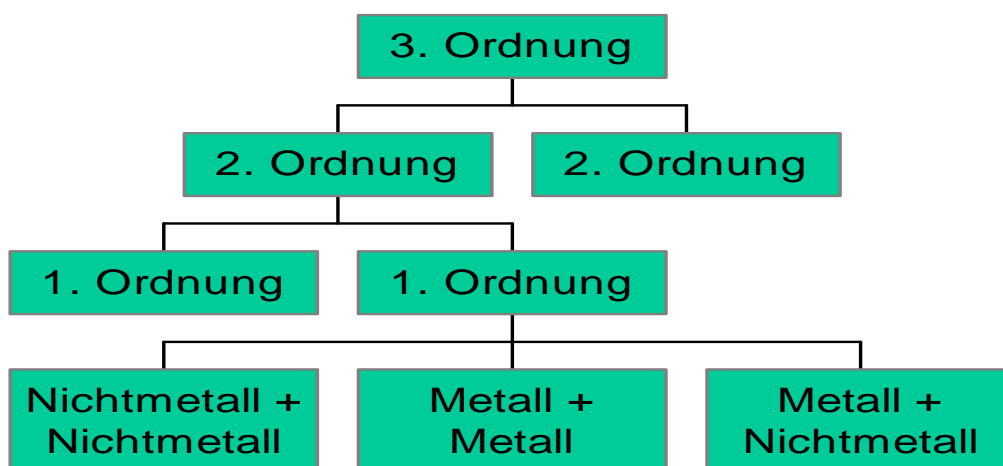 3. Ordnung
2. Ordnung
2. Ordnung
1. Ordnung
1. Ordnung
Nichtmetall +
Nichtmetall
Metall +
Metall
Metall +
Nichtmetall